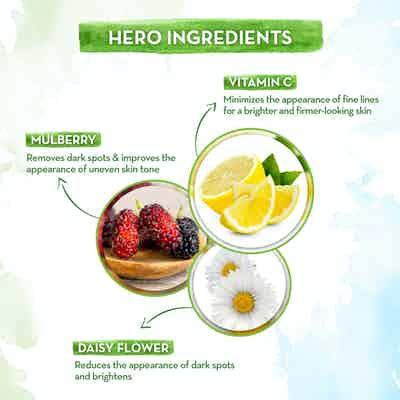 HERO INGREDIENTS
VITAMIN C
Minimizes the appearance of fine lines
for a brighter and firmer-looking skin
MULBERRY
Removes dark spots & improves the
appearance of uneven skin tone
DAISY FLOWER
Reduces the appearance of dark spots
and brightens